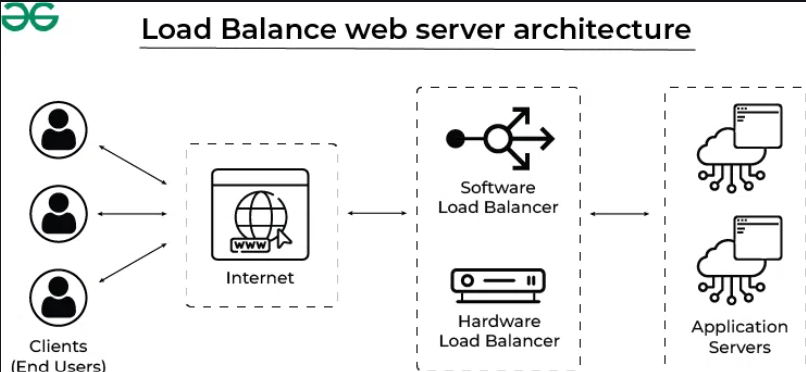 Load Balance web server architecture
Software
Load Balancer
www
Internet
Hardware
Load Balancer
Application
Servers
Clients
(End Users)